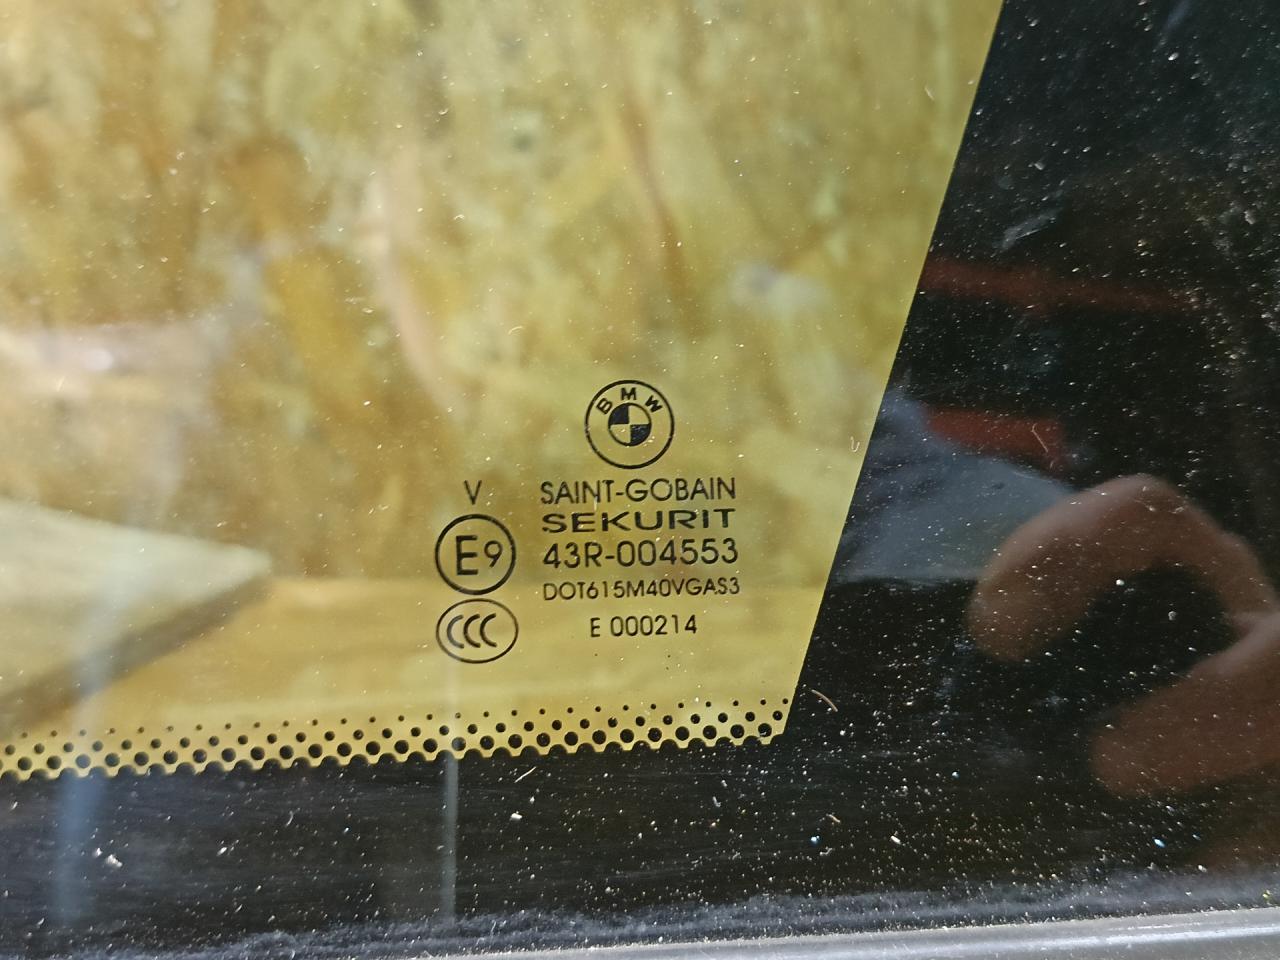 BMW
SAINT-GOBAIN
SEKURIT
V
E9
43R-004553
DOT615M40VGAS3
CCC
E 000214